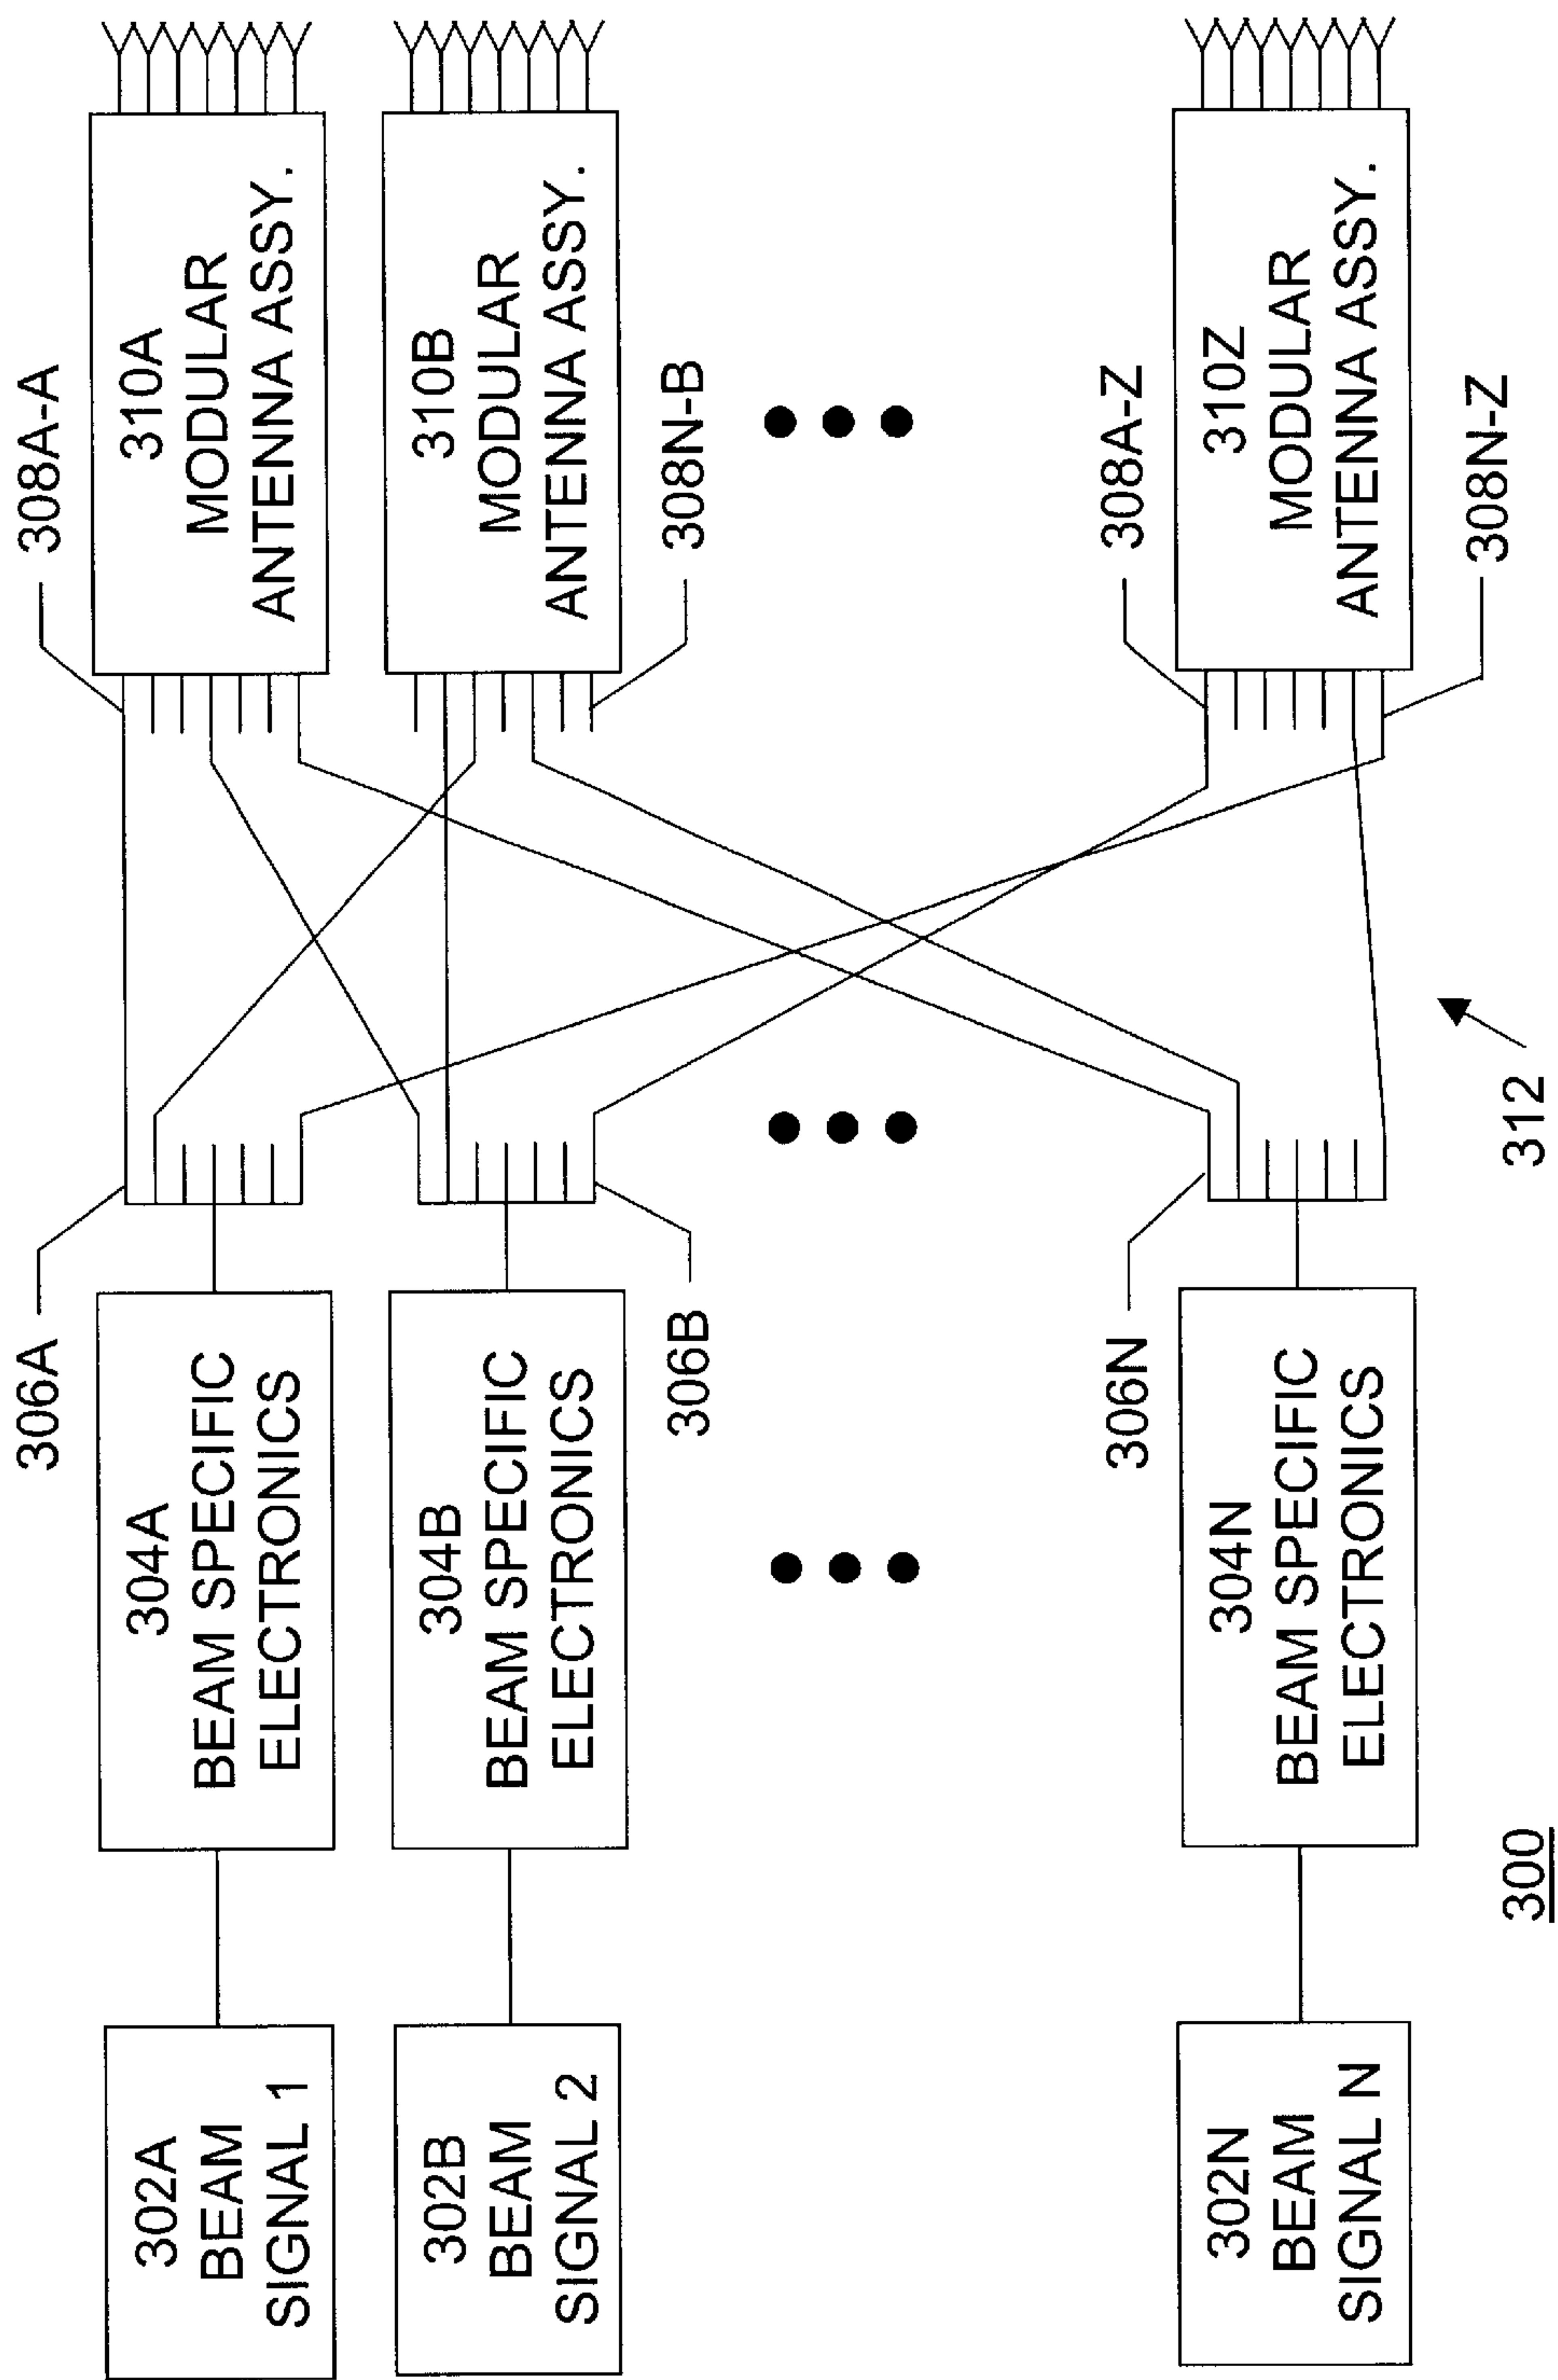 302A
BEAM
SIGNAL 1
304A
BEAM SPECIFIC
ELECTRONICS
306A
308A-A
310A
MODULAR
ANTENNA ASSY.
302B
BEAM
SIGNAL 2
304B
BEAM SPECIFIC
ELECTRONICS
306B
310B
MODULAR
ANTENNA ASSY.
308N-B
302N
BEAM
SIGNAL N
304N
BEAM SPECIFIC
ELECTRONICS
306N
308A-Z
310Z
MODULAR
ANTENNA ASSY.
308N-Z
300
312